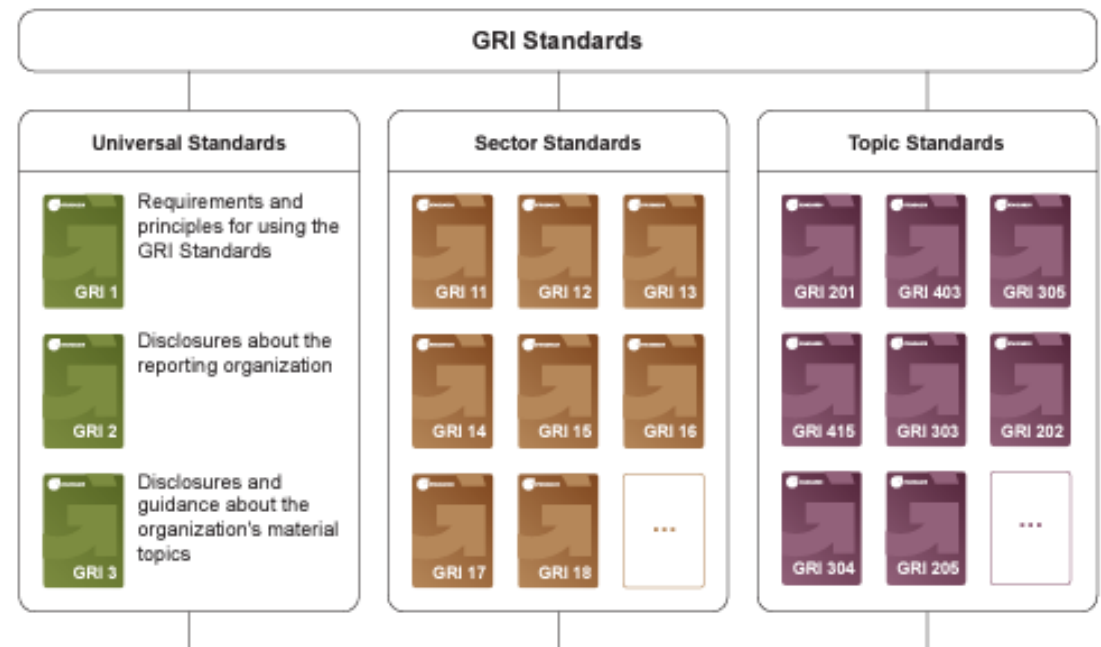 GRI Standards
Universal Standards
Requirements and
principles for using the
GRI Standards
GRI 1
Disclosures about the
reporting organization
GRI 2
Disclosures and
guidance about the
organization's material
topics
GRI 3
Sector Standards
GRI 11 GRI 12 GRI 13
GRI 14 GRI 15 GRI 16
GRI 17 GRI 18 ...
Topic Standards
GRI 201 GRI 403 GRI 305
GRI 415 GRI 303 GRI 202
GRI 304 GRI 205 ...